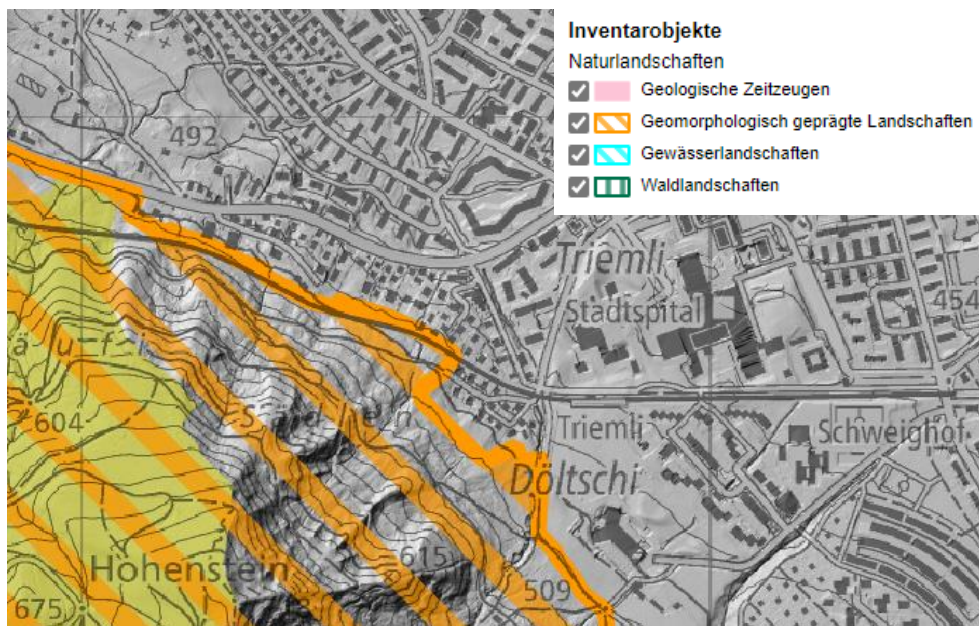 Inventarobjekte
Naturlandschaften
Geologische Zeitzeugen
Geomorphologisch geprägte Landschaften
Gewässerlandschaften
Waldlandschaften
492
Triemli
Stadtspital
604
Triemli
Schweighof
Döltschi
615
Hohenstein
509
675